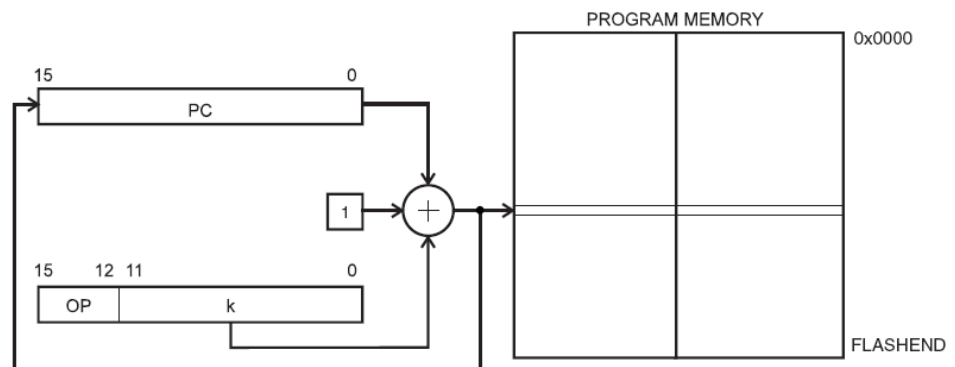 PROGRAM MEMORY
0x0000
15 0
PC
1
+
15 12 11 0
OP k
FLASHEND